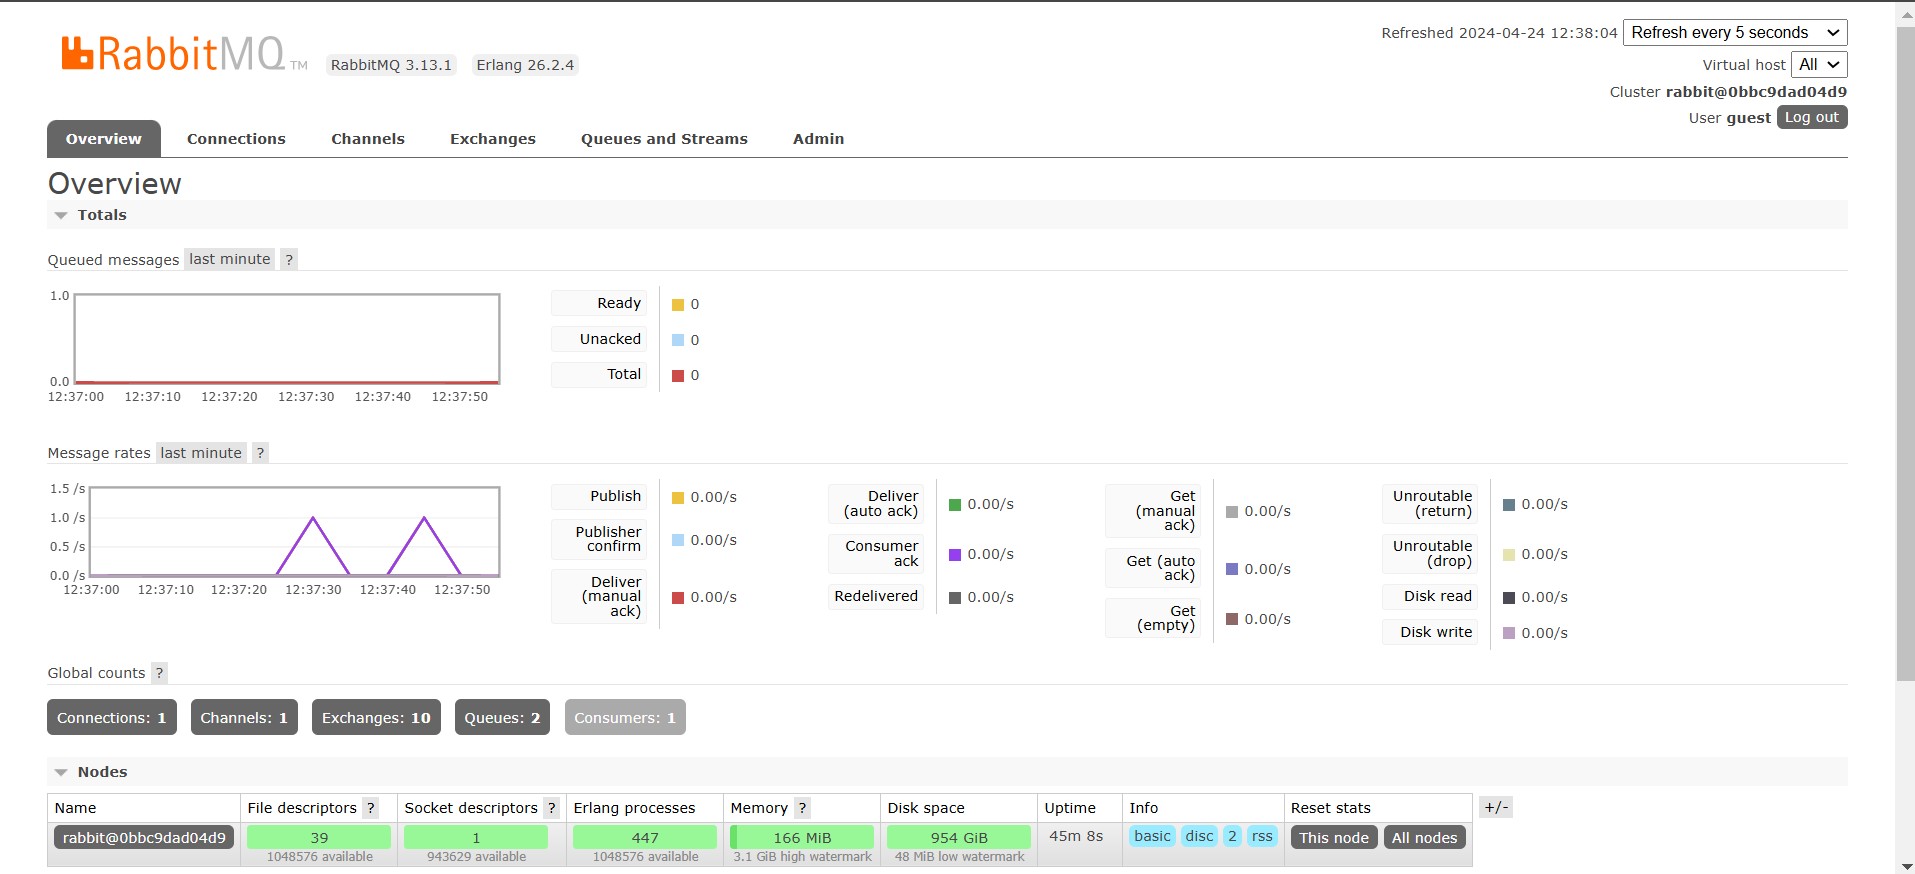 RabbitMQ TM
RabbitMQ 3.13.1 Erlang 26.2.4
Refreshed 2024-04-24 12:38:04 Refresh every 5 seconds
Virtual host All
Cluster rabbit@0bbc9dad04d9
User guest Log out
Overview Connections Channels Exchanges Queues and Streams Admin
Overview
Totals
Queued messages last minute ?
1.0
0.0
12:37:00 12:37:10 12:37:20 12:37:30 12:37:40 12:37:50
Ready 0
Unacked 0
Total 0
Message rates last minute ?
1.5 /s
1.0 /s
0.5 /s
0.0 /s
12:37:00 12:37:10 12:37:20 12:37:30 12:37:40 12:37:50
Publish 0.00/s
Publisher
confirm 0.00/s
Deliver
(manual
ack) 0.00/s
Deliver
(auto ack) 0.00/s
Consumer
ack 0.00/s
Redelivered 0.00/s
Get
(manual
ack) 0.00/s
Get (auto
ack) 0.00/s
Get
(empty) 0.00/s
Unroutable
(return) 0.00/s
Unroutable
(drop) 0.00/s
Disk read 0.00/s
Disk write 0.00/s
Global counts ?
Connections: 1 Channels: 1 Exchanges: 10 Queues: 2 Consumers: 1
Nodes
Name File descriptors ? Socket descriptors ? Erlang processes Memory ? Disk space Uptime Info Reset stats +/-
rabbit@0bbc9dad04d9 39 1 447 166 MiB 954 GiB 45m 8s basic disc 2 rss This node All nodes
1048576 available 943629 available 1048576 available 3.1 GiB high watermark 48 MiB low watermark